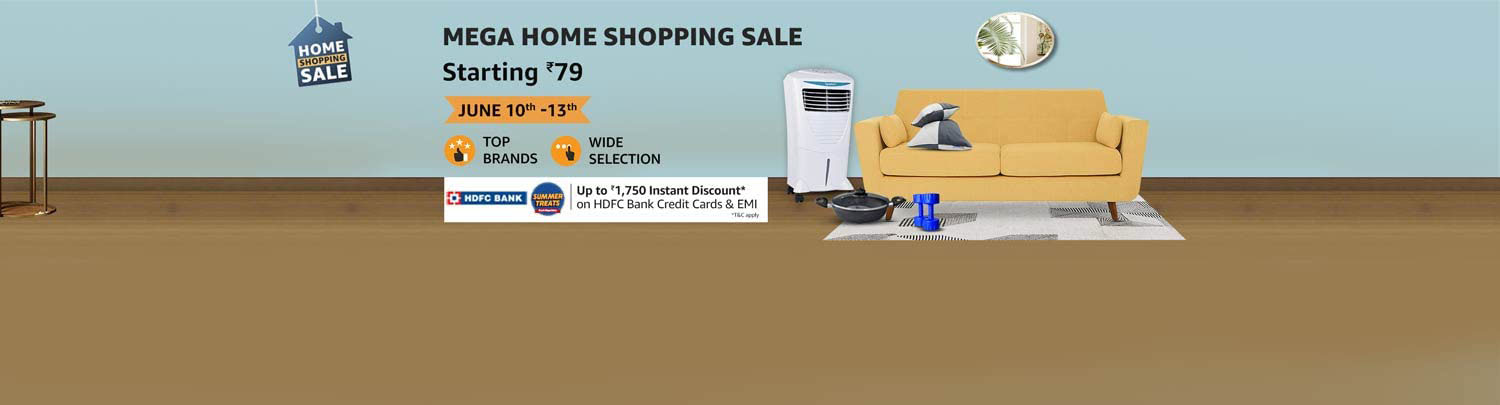 HOME
SHOPPING
SALE
MEGA HOME SHOPPING SALE
Starting ₹79
JUNE 10th -13th
TOP
BRANDS
WIDE
SELECTION
HDFC BANK
SUMMER
TREATS
Up to ₹1,750 Instant Discount*
on HDFC Bank Credit Cards & EMI
*T&C apply